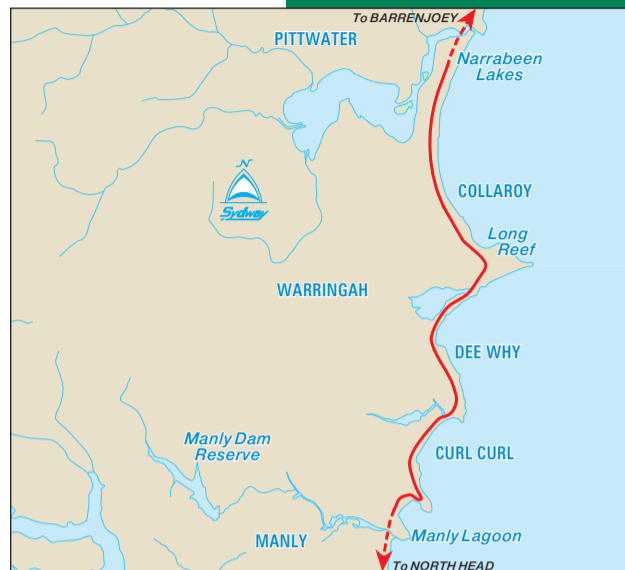 To BARRENJOEY
PITTWATER
Narrabeen
Lakes
N
Sydway
COLLAROY
Long
Reef
WARRINGAH
DEE WHY
Manly Dam
Reserve
CURL CURL
MANLY
Manly Lagoon
To NORTH HEAD